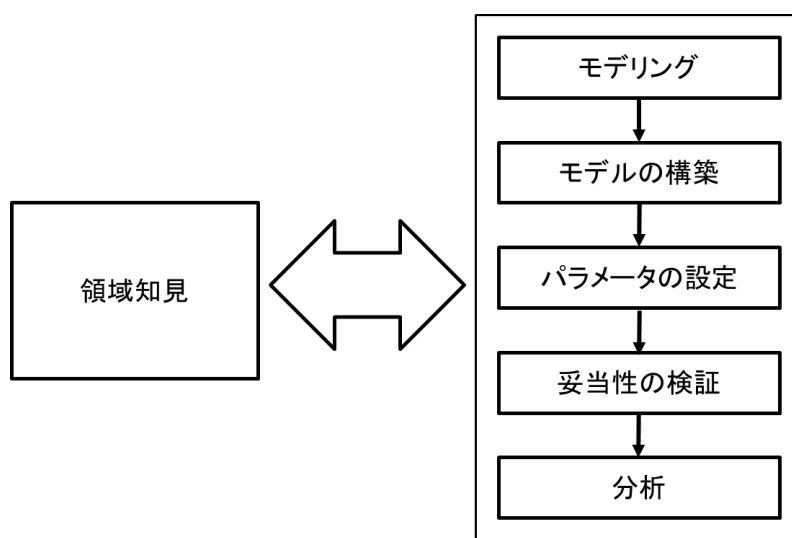 領域知見
モデリング
モデルの構築
パラメータの設定
妥当性の検証
分析